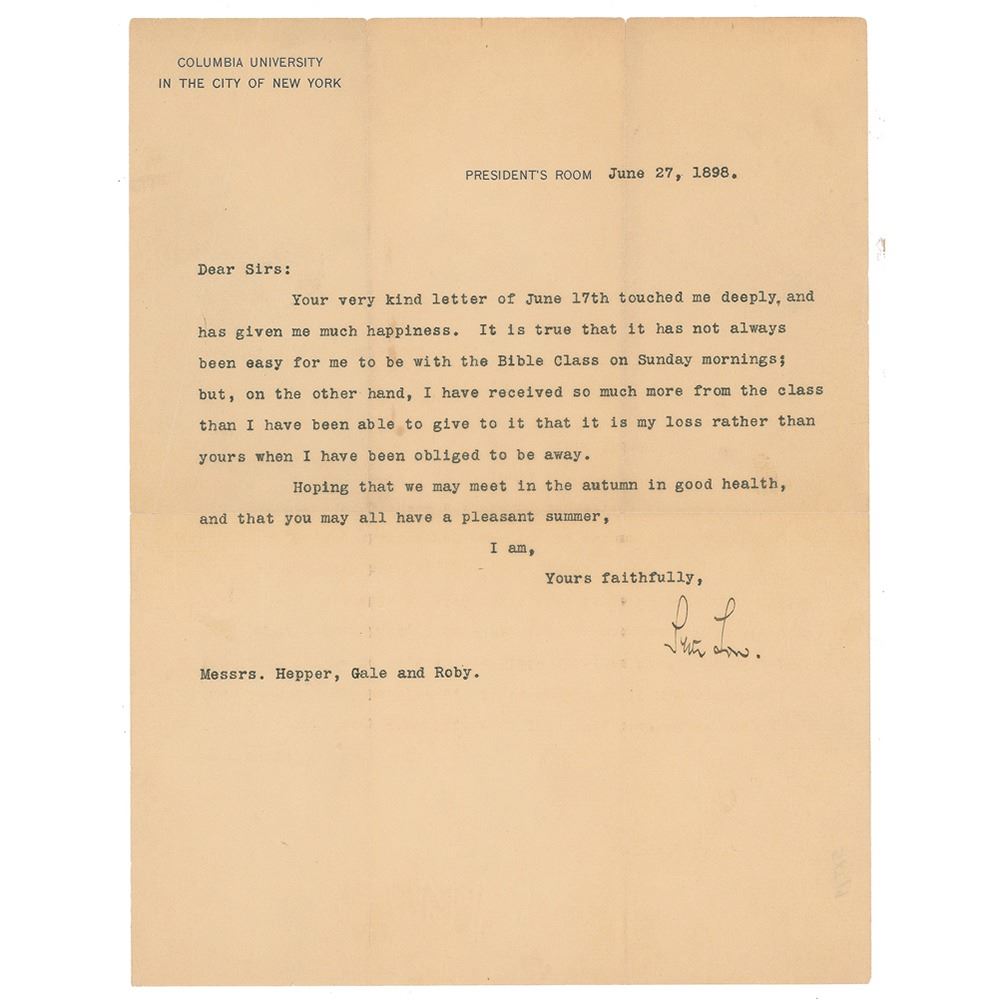 COLUMBIA UNIVERSITY
IN THE CITY OF NEW YORK
PRESIDENT'S ROOM June 27, 1898.
Dear Sirs:
Your very kind letter of June 17th touched me deeply, and
has given me much happiness. It is true that it has not always
been easy for me to be with the Bible Class on Sunday mornings;
but, on the other hand, I have received so much more from the class
than I have been able to give to it that it is my loss rather than
yours when I have been obliged to be away.
Hoping that we may meet in the autumn in good health,
and that you may all have a pleasant summer,
I am,
Yours faithfully,
Seth Low.
Messrs. Hepper, Gale and Roby.